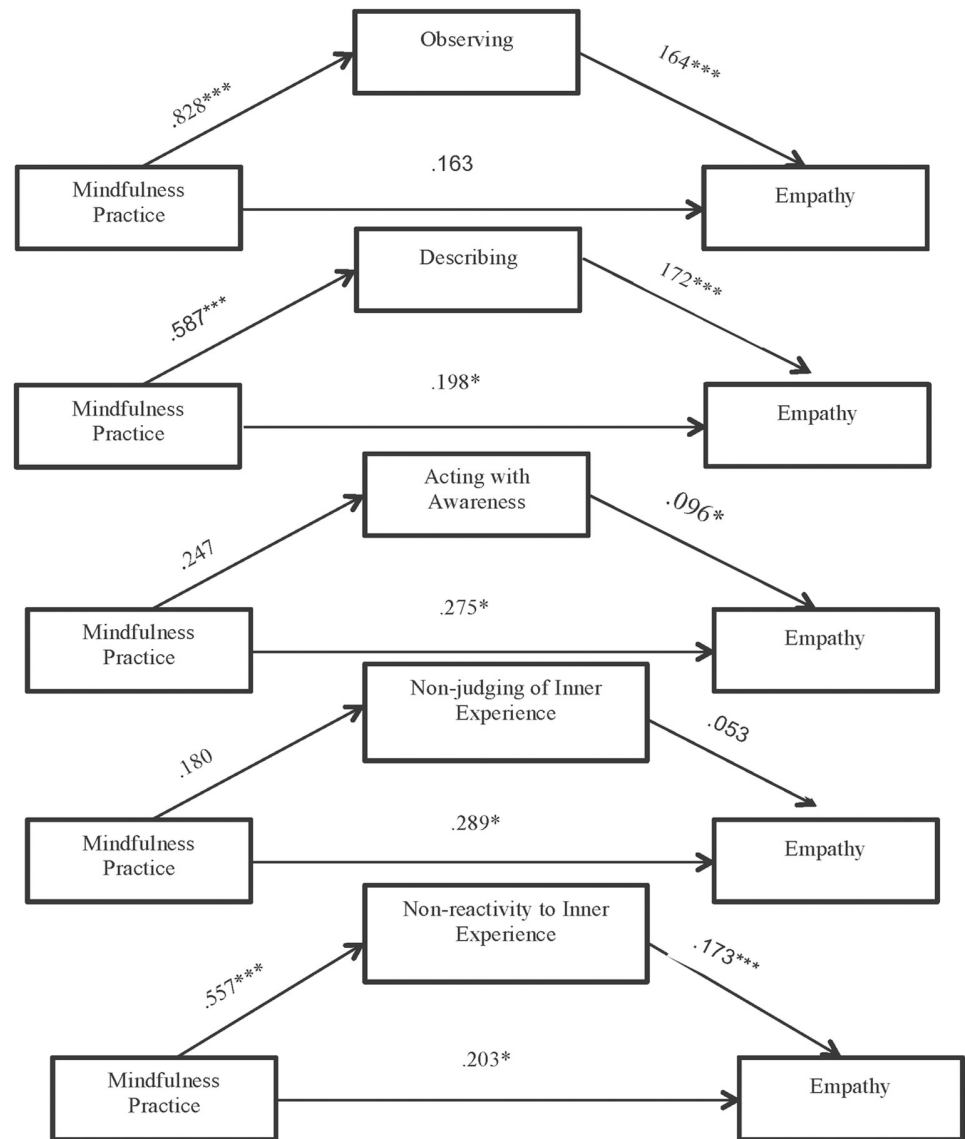 Observing
.828***
164***
.163
Mindfulness
Practice
Empathy
Describing
.587***
172***
.198*
Mindfulness
Practice
Empathy
Acting with
Awareness
.247
.096*
.275*
Mindfulness
Practice
Empathy
Non-judging of Inner
Experience
.180
.053
.289*
Mindfulness
Practice
Empathy
Non-reactivity to Inner
Experience
.557***
.173***
.203*
Mindfulness
Practice
Empathy